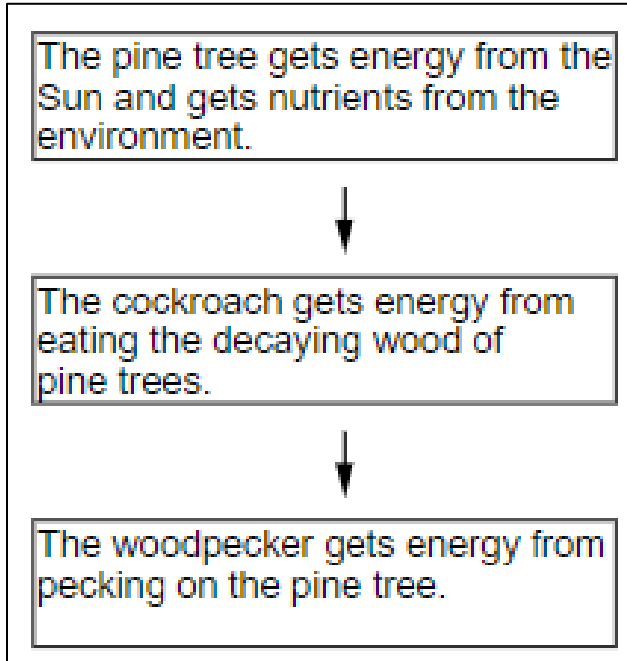 The pine tree gets energy from the
Sun and gets nutrients from the
environment.
The cockroach gets energy from
eating the decaying wood of
pine trees.
The woodpecker gets energy from
pecking on the pine tree.